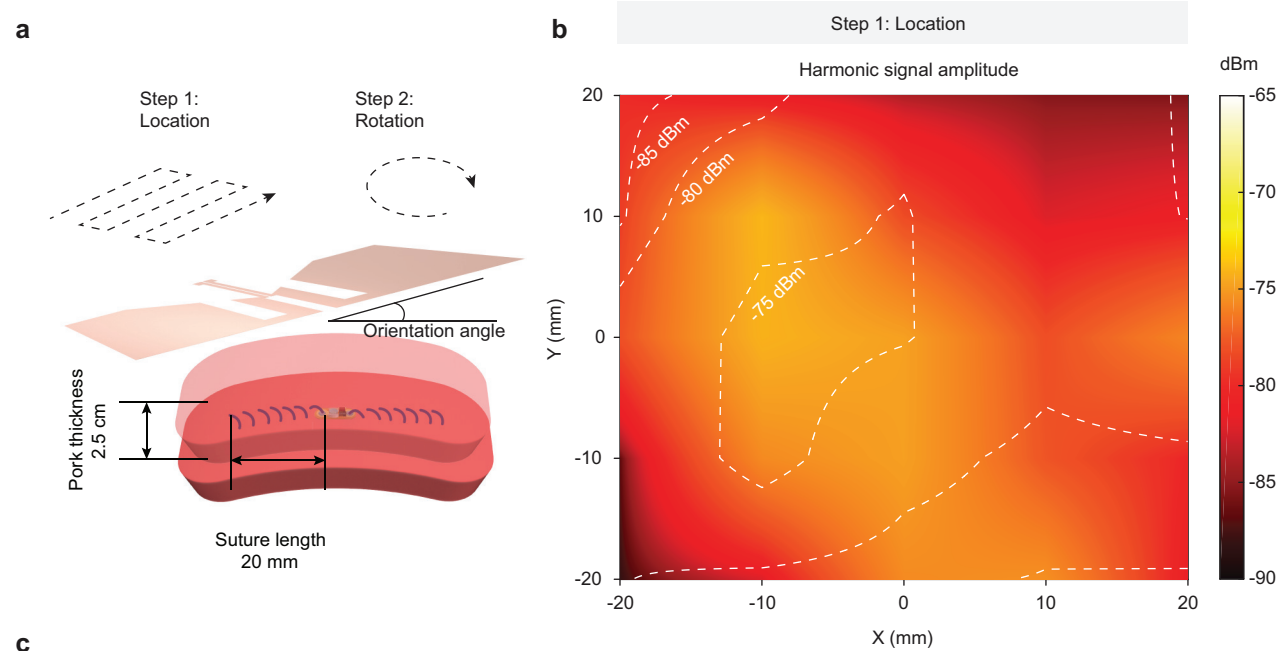 a
Step 1:
Location
Step 2:
Rotation
Orientation angle
Pork thickness
2.5 cm
Suture length
20 mm
b
Step 1: Location
Harmonic signal amplitude
dBm
-85 dBm
-80 dBm
-75 dBm
20
10
0
-10
-20
Y (mm)
-20
-10
0
10
20
X (mm)
-65
-70
-75
-80
-85
-90
c